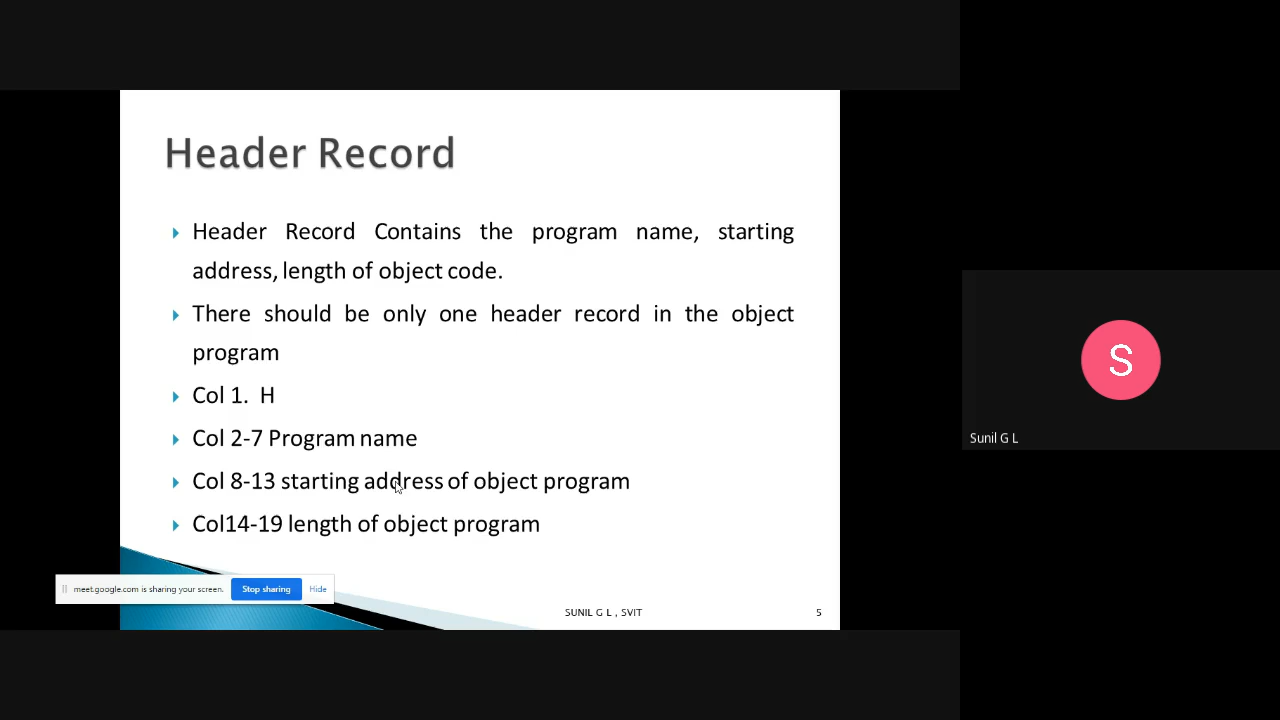 Header Record
Header Record Contains the program name, starting
address, length of object code.
There should be only one header record in the object
program
Col 1. H
Col 2-7 Program name
Col 8-13 starting address of object program
Col14-19 length of object program
meet.google.com is sharing your screen. Stop sharing Hide
SUNIL G L , SVIT 5
S
Sunil G L